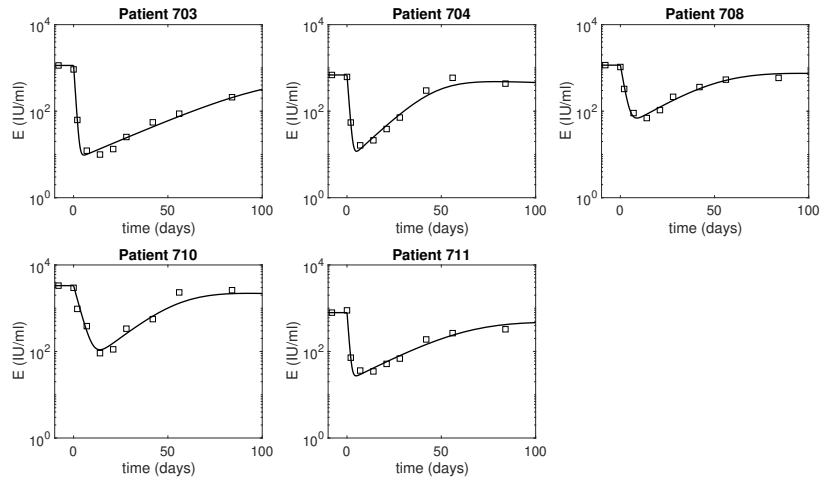 Patient 703
Patient 704
Patient 708
E (IU/ml)
10^4
10^2
10^0
0
50
100
time (days)
E (IU/ml)
10^4
10^2
10^0
0
50
100
time (days)
E (IU/ml)
10^4
10^2
10^0
0
50
100
time (days)
Patient 710
Patient 711
E (IU/ml)
10^4
10^2
10^0
0
50
100
time (days)
E (IU/ml)
10^4
10^2
10^0
0
50
100
time (days)